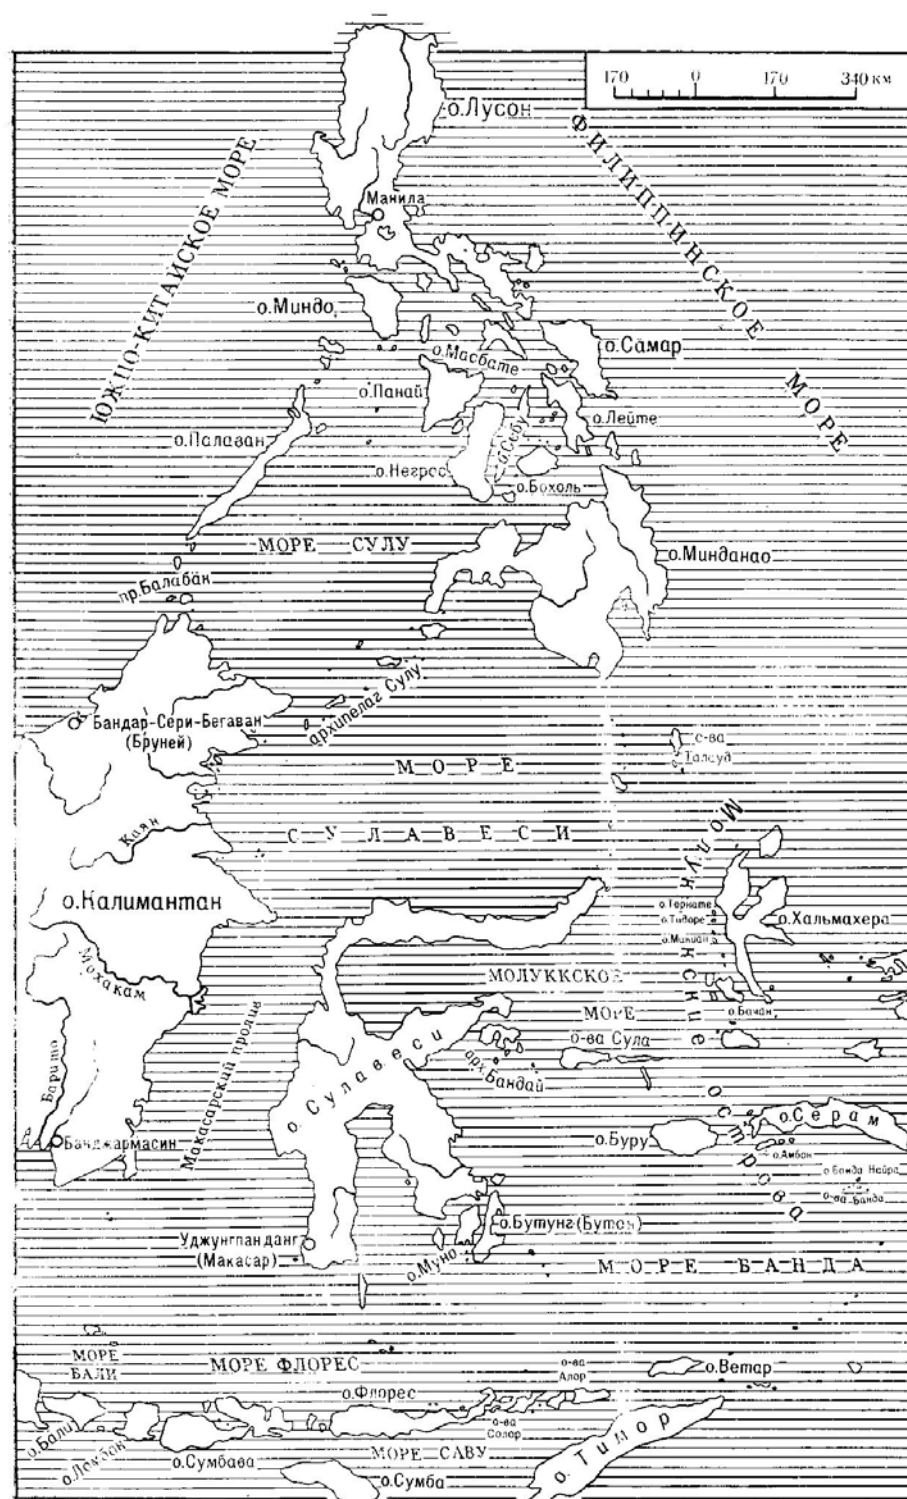 170 0 170 340 км
о.Лусон
ФИЛИППИНСКОЕ МОРЕ
ЮЖНО-КИТАЙСКОЕ МОРЕ
Манила
о.Миндо
о.Самар
о.Масбате
о.Панай
о.Лейте
о.Палаван
о.Себу
о.Негрос
о.Бохоль
МОРЕ СУЛУ
о.Минданао
пр.Балабак
архипелаг Сулу
Бандар-Сери-Бегаван
(Бруней)
о-ва
Талауд
МОРЕ
СУЛАВЕСИ
Каян
Молуккские острова
о.Калимантан
о.Тернате
о.Тидоре
о.Хальмахера
о.Макиан
Мохакам
МОЛУККСКОЕ
МОРЕ
о.Бачан
Макасарский пролив
о-ва Сула
Барито
о.Сулавеси
арх.Бангай
о.Серам
о.Буру
Банджармасин
о.Амбон
о.Банда Найра
о-ва Банда
о.Бутунг(Бутон)
Уджунгпанданг
(Макасар)
о.Муна
МОРЕ БАНДА
МОРЕ
БАЛИ
МОРЕ ФЛОРЕС
о-ва
Алор
о.Ветар
о.Флорес
о.Бали
о.Ломбок
о.Сумбава
о-ва
Солор
МОРЕ САВУ
о.Сумба
о.Тимор